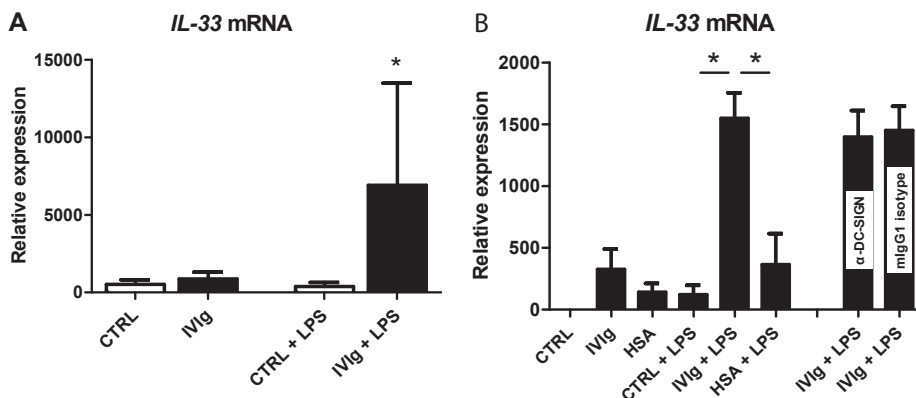 A
IL-33 mRNA
Relative expression
15000
10000
5000
0
*
CTRL
IVIg
CTRL + LPS
IVIg + LPS
B
IL-33 mRNA
Relative expression
2000
1500
1000
500
0
* *
α-DC-SIGN
mIgG1 isotype
CTRL
IVIg
HSA
CTRL + LPS
IVIg + LPS
HSA + LPS
IVIg + LPS
IVIg + LPS